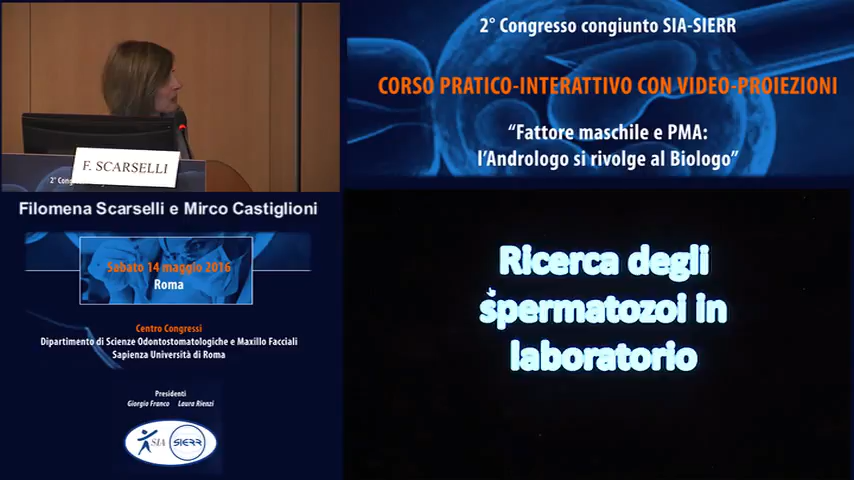 F. SCARSELLI
2° Cong
Filomena Scarselli e Mirco Castiglioni
Sabato 14 maggio 2016
Roma
Centro Congressi
Dipartimento di Scienze Odontostomatologiche e Maxillo Facciali
Sapienza Università di Roma
Presidenti
Giorgio Franco Laura Rienzi
SIA
SIERR
2° Congresso congiunto SIA-SIERR
CORSO PRATICO-INTERATTIVO CON VIDEO-PROIEZIONI
“Fattore maschile e PMA:
l’Andrologo si rivolge al Biologo”
Ricerca degli
spermatozoi in
laboratorio